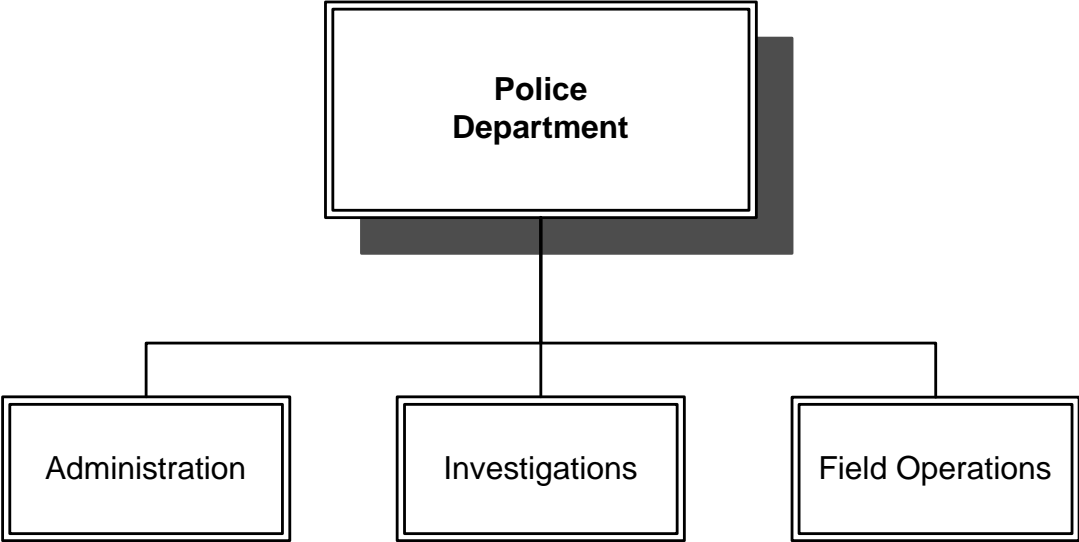 Police
Department
Administration
Investigations
Field Operations